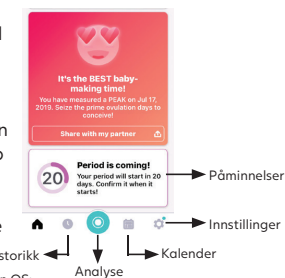 It's the BEST baby-
making time!
You have measured a PEAK on Jul 17,
2019. Seize the prime ovulation days to
conceive!
Share with my partner
20
Period is coming!
Your period will start in 20
days. Confirm it when it
starts!
Påminnelser
Innstillinger
Kalender
Analyse